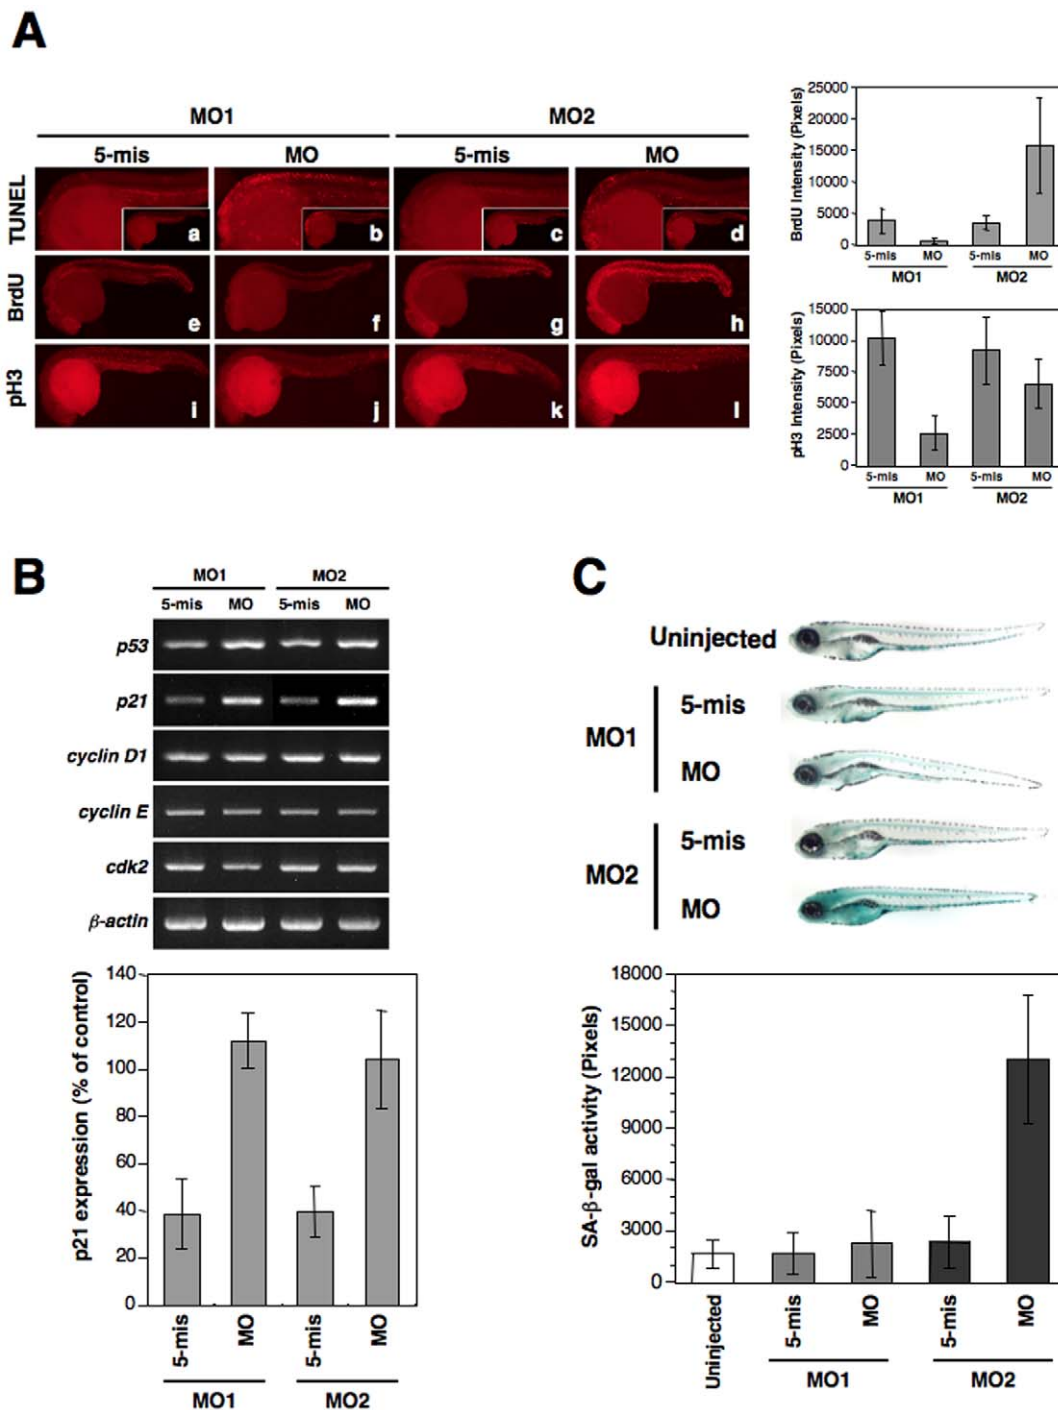 A
MO1 MO2
5-mis MO 5-mis MO
TUNEL
a b c d
BrdU
e f g h
pH3
i j k l
BrdU Intensity (Pixels)
25000
20000
15000
10000
5000
0
5-mis MO 5-mis MO
MO1 MO2
pH3 Intensity (Pixels)
15000
10000
7500
5000
2500
0
5-mis MO 5-mis MO
MO1 MO2
B
MO1 MO2
5-mis MO 5-mis MO
p53
p21
cyclin D1
cyclin E
cdk2
β-actin
p21 expression (% of control)
140
120
100
80
60
40
20
0
5-mis MO 5-mis MO
MO1 MO2
C
Uninjected
MO1
5-mis
MO
MO2
5-mis
MO
SA-β-gal activity (Pixels)
18000
15000
12000
9000
6000
3000
0
Uninjected 5-mis MO 5-mis MO
MO1 MO2